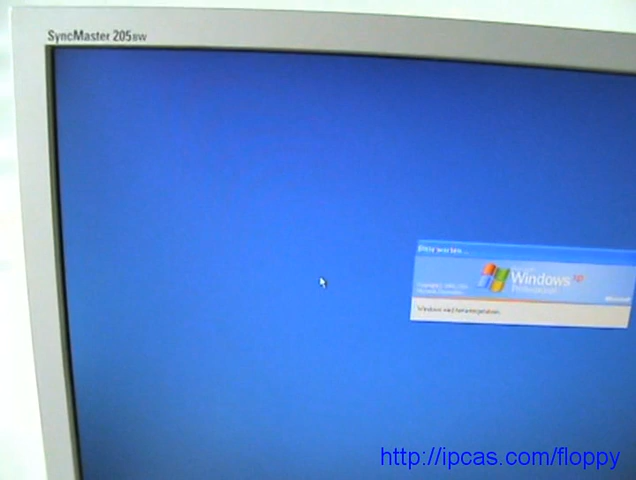 SyncMaster 205BW
Bitte warten...
Windows xp
Professional
Microsoft
Windows wird heruntergefahren.
http://ipcas.com/floppy